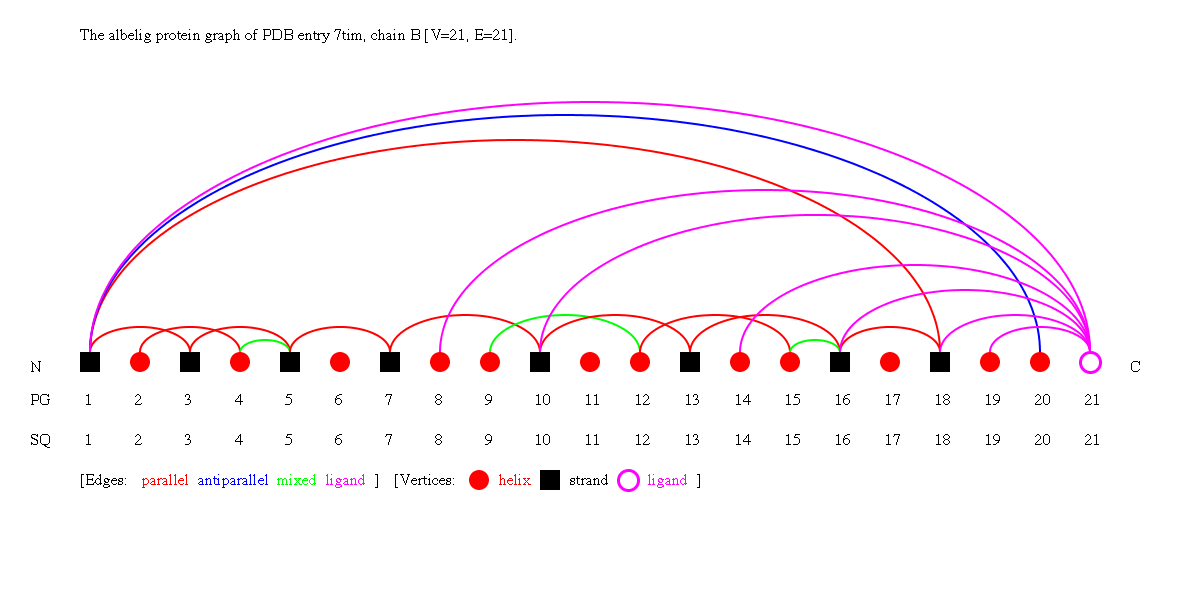 The albelig protein graph of PDB entry 7tim, chain B [V=21, E=21].
N C
PG 1 2 3 4 5 6 7 8 9 10 11 12 13 14 15 16 17 18 19 20 21
SQ 1 2 3 4 5 6 7 8 9 10 11 12 13 14 15 16 17 18 19 20 21
[Edges: parallel antiparallel mixed ligand ] [Vertices: helix strand ligand ]